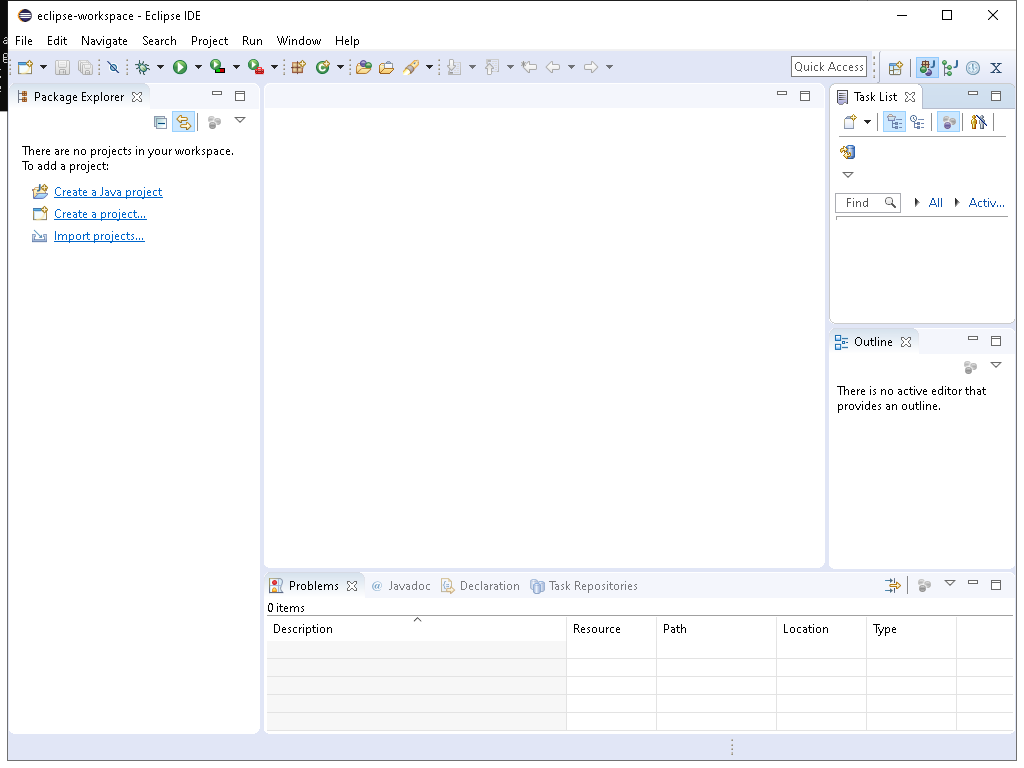 eclipse-workspace - Eclipse IDE
File Edit Navigate Search Project Run Window Help
Quick Access
Package Explorer
There are no projects in your workspace.
To add a project:
Create a Java project
Create a project...
Import projects...
Task List
Find All Activ...
Outline
There is no active editor that
provides an outline.
Problems @ Javadoc Declaration Task Repositories
0 items
Description Resource Path Location Type